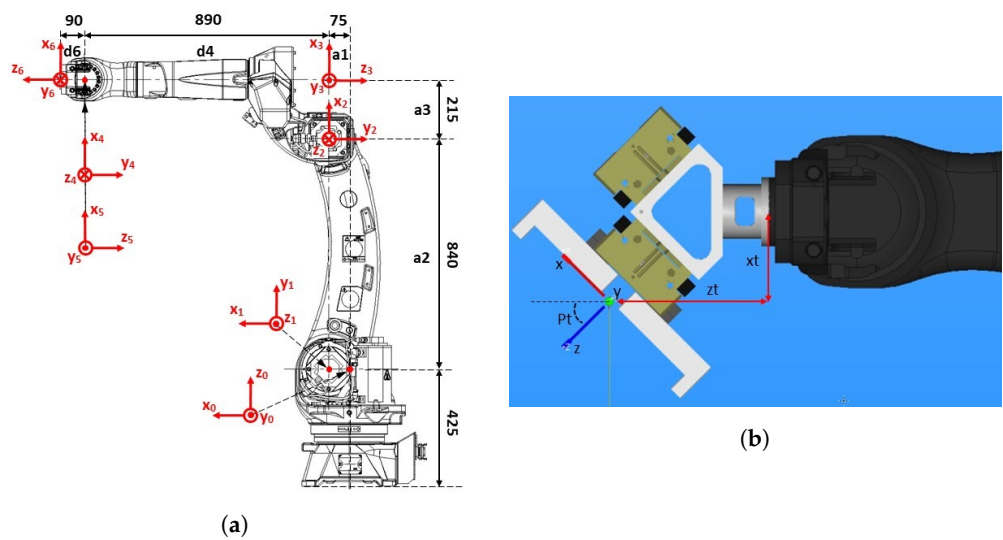 90 890 75
x₆ x₃
d6 d4 a1
z₆ z₃
y₆ y₃
x₂ a3 215
y₂
z₂
x₄
y₄
z₄
x₅
a2 840
z₅
y₅
y₁
x₁ z₁
z₀
x₀ y₀
425
(a)
x xt
y zt
Pt
z
(b)